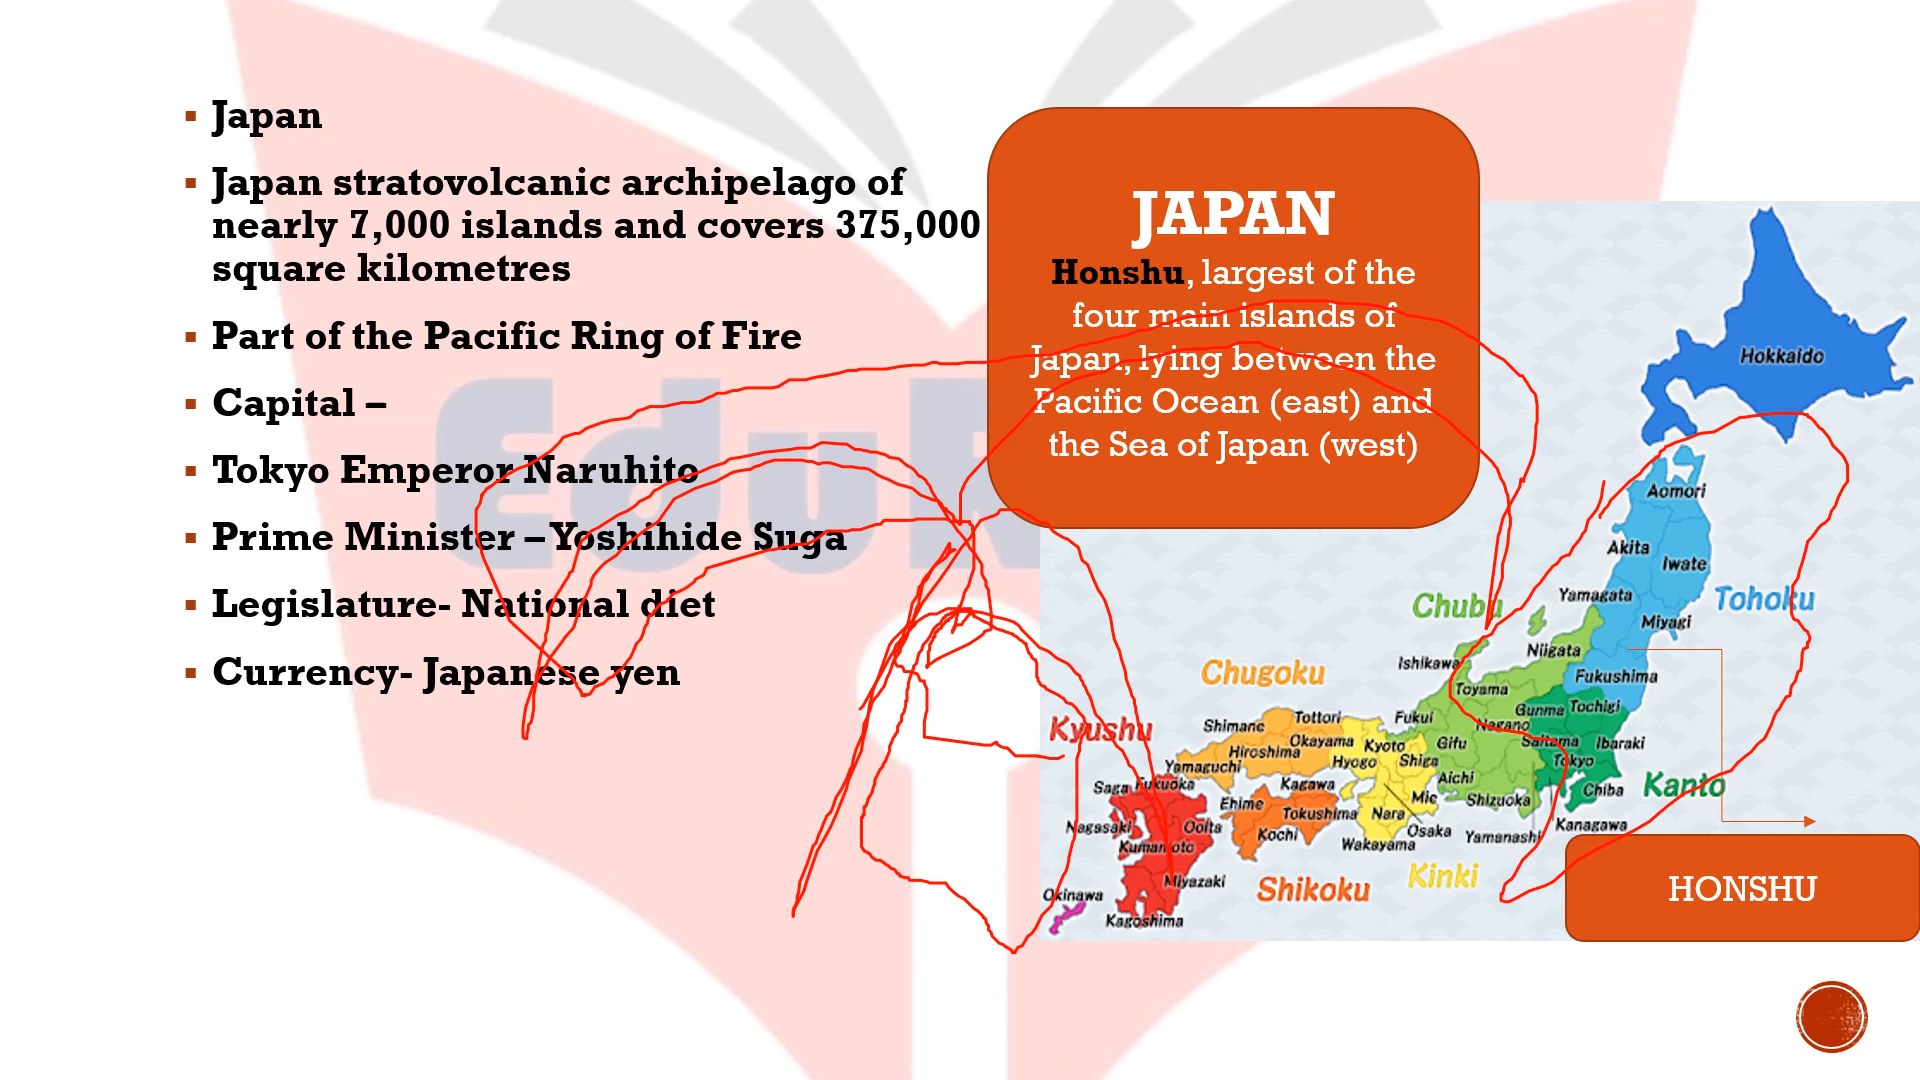 Japan
Japan stratovolcanic archipelago of
nearly 7,000 islands and covers 375,000
square kilometres
Part of the Pacific Ring of Fire
Capital –
Tokyo Emperor Naruhito
Prime Minister – Yoshihide Suga
Legislature- National diet
Currency- Japanese yen
JAPAN
Honshu, largest of the
four main islands of
Japan, lying between the
Pacific Ocean (east) and
the Sea of Japan (west)
Hokkaido
Aomori
Akita
Iwate
Yamagata
Tohoku
Miyagi
Chubu
Niigata
Ishikawa
Fukushima
Chugoku
Toyama
Gunma
Tochigi
Kyushu
Shimane
Tottori
Fukui
Nagano
Hiroshima
Okayama
Kyoto
Gifu
Saitama
Ibaraki
Yamaguchi
Hyogo
Shiga
Tokyo
Saga
Fukuoka
Kagawa
Aichi
Kanto
Chiba
Ehime
Mie
Shizuoka
Nagasaki
Ooita
Tokushima
Nara
Kochi
Osaka
Yamanashi
Kanagawa
Kumamoto
Wakayama
Miyazaki
Shikoku
Kinki
Okinawa
Kagoshima
HONSHU